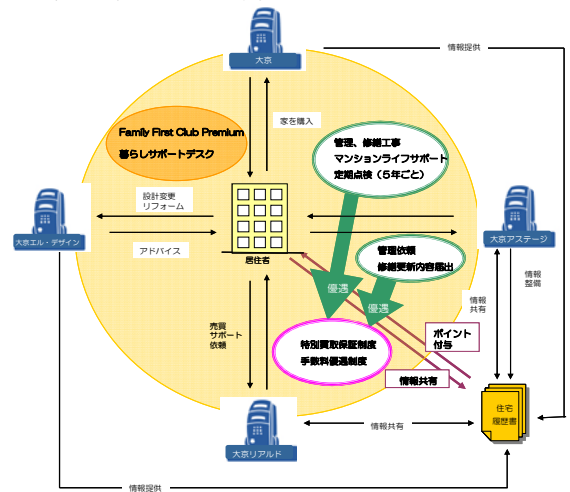 情報提供
大京
Family First Club Premium
暮らしサポートデスク
家を購入
管理、修繕工事
マンションライフサポート
定期点検（5年ごと）
設計変更
リフォーム
大京エル・デザイン
アドバイス
居住者
大京アステージ
管理依頼
修繕更新内容届出
情報
整備
情報
共有
優遇
優遇
売買
サポート
依頼
ポイント
付与
特別買取保証制度
手数料優遇制度
情報共有
住宅
履歴書
大京リアルド
情報共有
情報提供